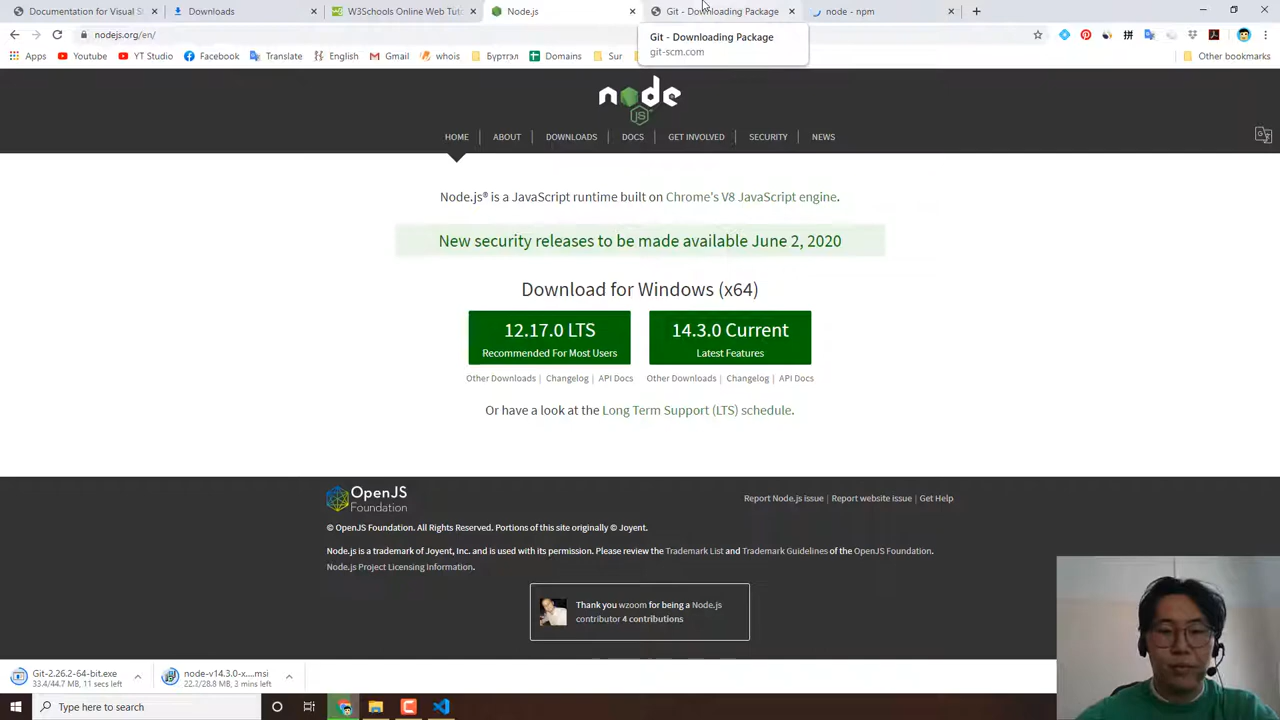 Documentation for Visual S
Downloads
W3Schools Online Web Tut
Node.js
Git - Downloading Package
node - npm
nodejs.org/en/
Git - Downloading Package
git-scm.com
Apps
Youtube
YT Studio
Facebook
Translate
English
Gmail
whois
Бүртгэл
Domains
Sur
Other bookmarks
node
JS
HOME
ABOUT
DOWNLOADS
DOCS
GET INVOLVED
SECURITY
NEWS
Node.js® is a JavaScript runtime built on Chrome's V8 JavaScript engine.
New security releases to be made available June 2, 2020
Download for Windows (x64)
12.17.0 LTS
Recommended For Most Users
14.3.0 Current
Latest Features
Other Downloads | Changelog | API Docs
Other Downloads | Changelog | API Docs
Or have a look at the Long Term Support (LTS) schedule.
OpenJS
Foundation
Report Node.js issue | Report website issue | Get Help
© OpenJS Foundation. All Rights Reserved. Portions of this site originally © Joyent.
Node.js is a trademark of Joyent, Inc. and is used with its permission. Please review the Trademark List and Trademark Guidelines of the OpenJS Foundation.
Node.js Project Licensing Information.
Thank you wzoom for being a Node.js
contributor 4 contributions
Git-2.26.2-64-bit.exe
33.4/44.7 MB, 11 secs left
node-v14.3.0-x....msi
22.2/28.8 MB, 3 mins left
Type here to search